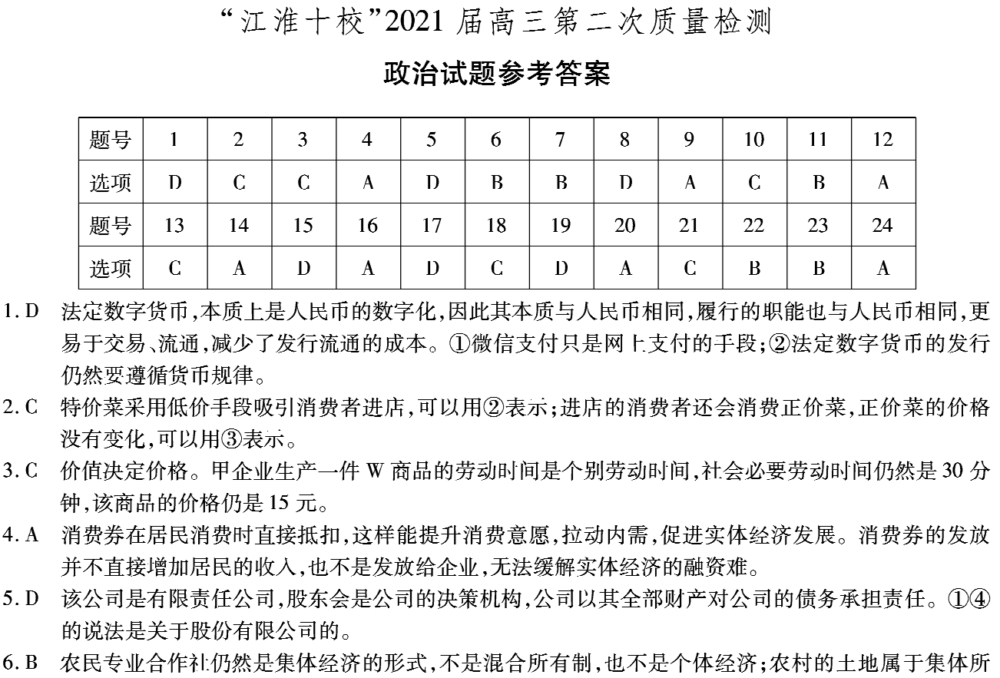 “江淮十校”2021 届高三第二次质量检测
政治试题参考答案
题号 1 2 3 4 5 6 7 8 9 10 11 12
选项 D C C A D B B D A C B A
题号 13 14 15 16 17 18 19 20 21 22 23 24
选项 C A D A D C D A C B B A
1. D 法定数字货币,本质上是人民币的数字化,因此其本质与人民币相同,履行的职能也与人民币相同,更
易于交易、流通,减少了发行流通的成本。①微信支付只是网上支付的手段;②法定数字货币的发行
仍然要遵循货币规律。
2. C 特价菜采用低价手段吸引消费者进店,可以用②表示;进店的消费者还会消费正价菜,正价菜的价格
没有变化,可以用③表示。
3. C 价值决定价格。甲企业生产一件 W 商品的劳动时间是个别劳动时间,社会必要劳动时间仍然是 30 分
钟,该商品的价格仍是 15 元。
4. A 消费券在居民消费时直接抵扣,这样能提升消费意愿,拉动内需,促进实体经济发展。消费券的发放
并不直接增加居民的收入,也不是发放给企业,无法缓解实体经济的融资难。
5. D 该公司是有限责任公司,股东会是公司的决策机构,公司以其全部财产对公司的债务承担责任。①④
的说法是关于股份有限公司的。
6. B 农民专业合作社仍然是集体经济的形式,不是混合所有制,也不是个体经济;农村的土地属于集体所